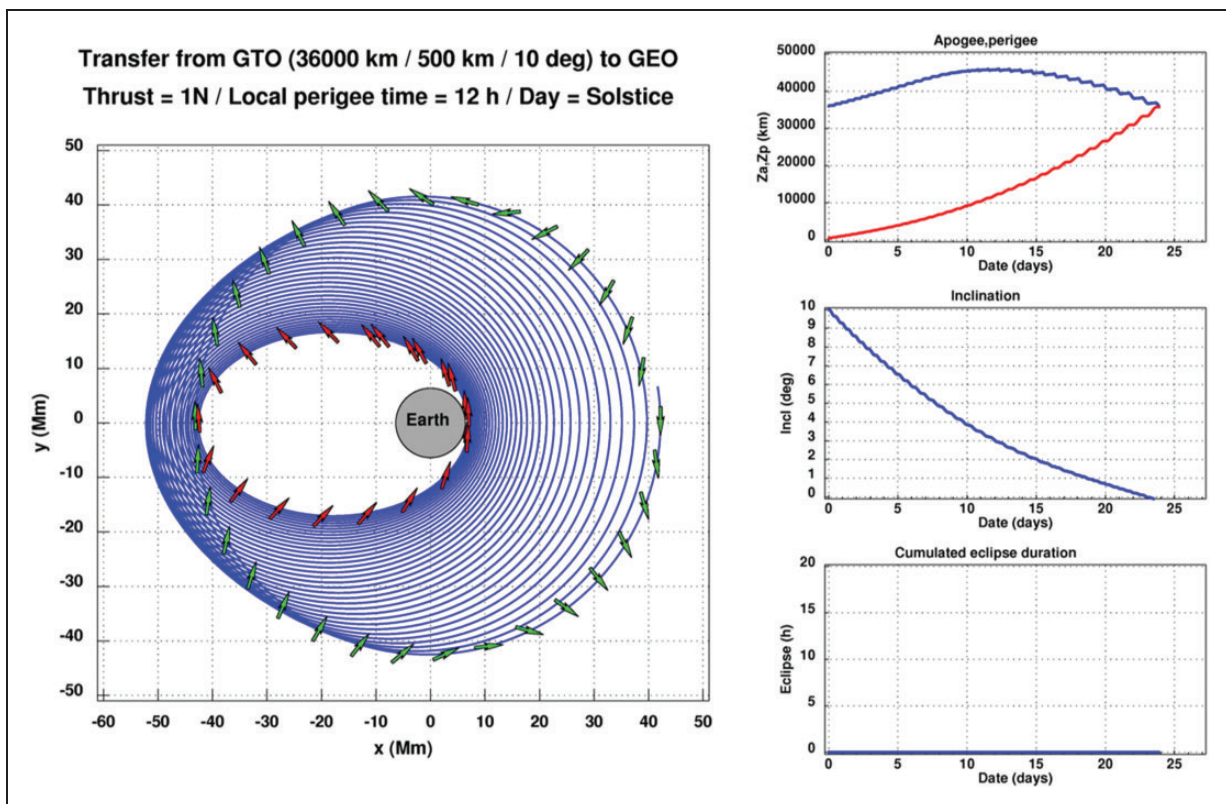 Transfer from GTO (36000 km / 500 km / 10 deg) to GEO
Thrust = 1N / Local perigee time = 12 h / Day = Solstice
50
40
30
20
10
0
-10
-20
-30
-40
-50
y (Mm)
Earth
-60 -50 -40 -30 -20 -10 0 10 20 30 40 50
x (Mm)
Apogee,perigee
50000
40000
30000
20000
10000
0
Za,Zp (km)
0 5 10 15 20 25
Date (days)
Inclination
10
9
8
7
6
5
4
3
2
1
0
Incl (deg)
0 5 10 15 20 25
Date (days)
Cumulated eclipse duration
20
15
10
5
0
Eclipse (h)
0 5 10 15 20 25
Date (days)